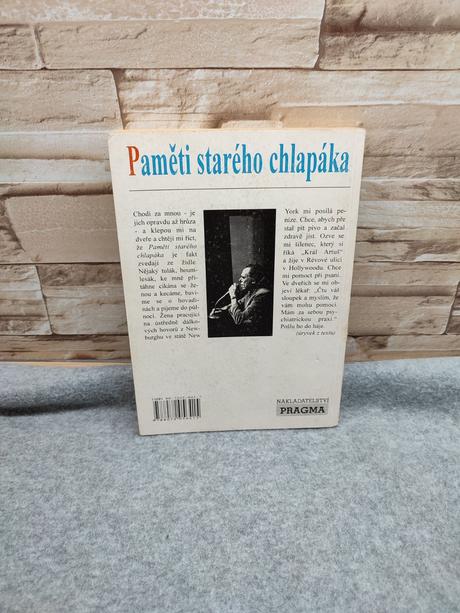 Paměti starého chlapáka
Chodí za mnou - je
jich opravdu až hrůza
- a klepou mi na
dveře a chtějí mi říct,
že Paměti starého
chlapáka je fakt
zvedají ze židle.
Nějaký tulák, houm-
lesák, ke mně při-
táhne cikána se že-
nou a kecáme, baví-
me se o hovadi-
nách a pijeme do půl-
noci. Žena pracující
na ústředně dálko-
vých hovorů z New-
burghu ve státě New
York mi posílá pe-
níze. Chce, abych pře
stal pít pivo a začal
zdravě jíst. Ozve se
mi šílenec, který si
říká „Král Artuš“
a žije v Révové ulici
v Hollywoodu. Chce
mi pomoct při psaní.
Ve dveřích se mi ob-
jeví lékař: „Čtu váš
sloupek a myslím, že
vám mohu pomoci.
Mám za sebou psy-
chiatrickou praxi.“
Pošlu ho do háje.
(úryvek z textu)
NAKLADATELSTVÍ
PRAGMA